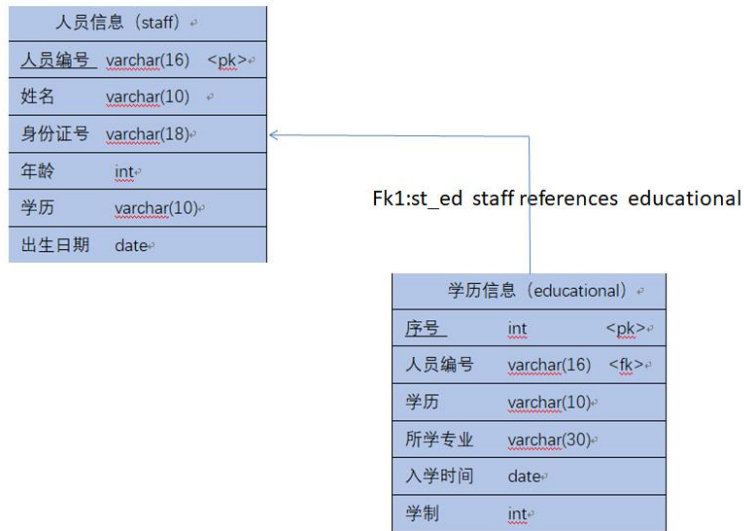 人员信息（staff）
人员编号 varchar(16) <pk>
姓名 varchar(10)
身份证号 varchar(18)
年龄 int
学历 varchar(10)
出生日期 date
Fk1:st_ed staff references educational
学历信息（educational）
序号 int <pk>
人员编号 varchar(16) <fk>
学历 varchar(10)
所学专业 varchar(30)
入学时间 date
学制 int